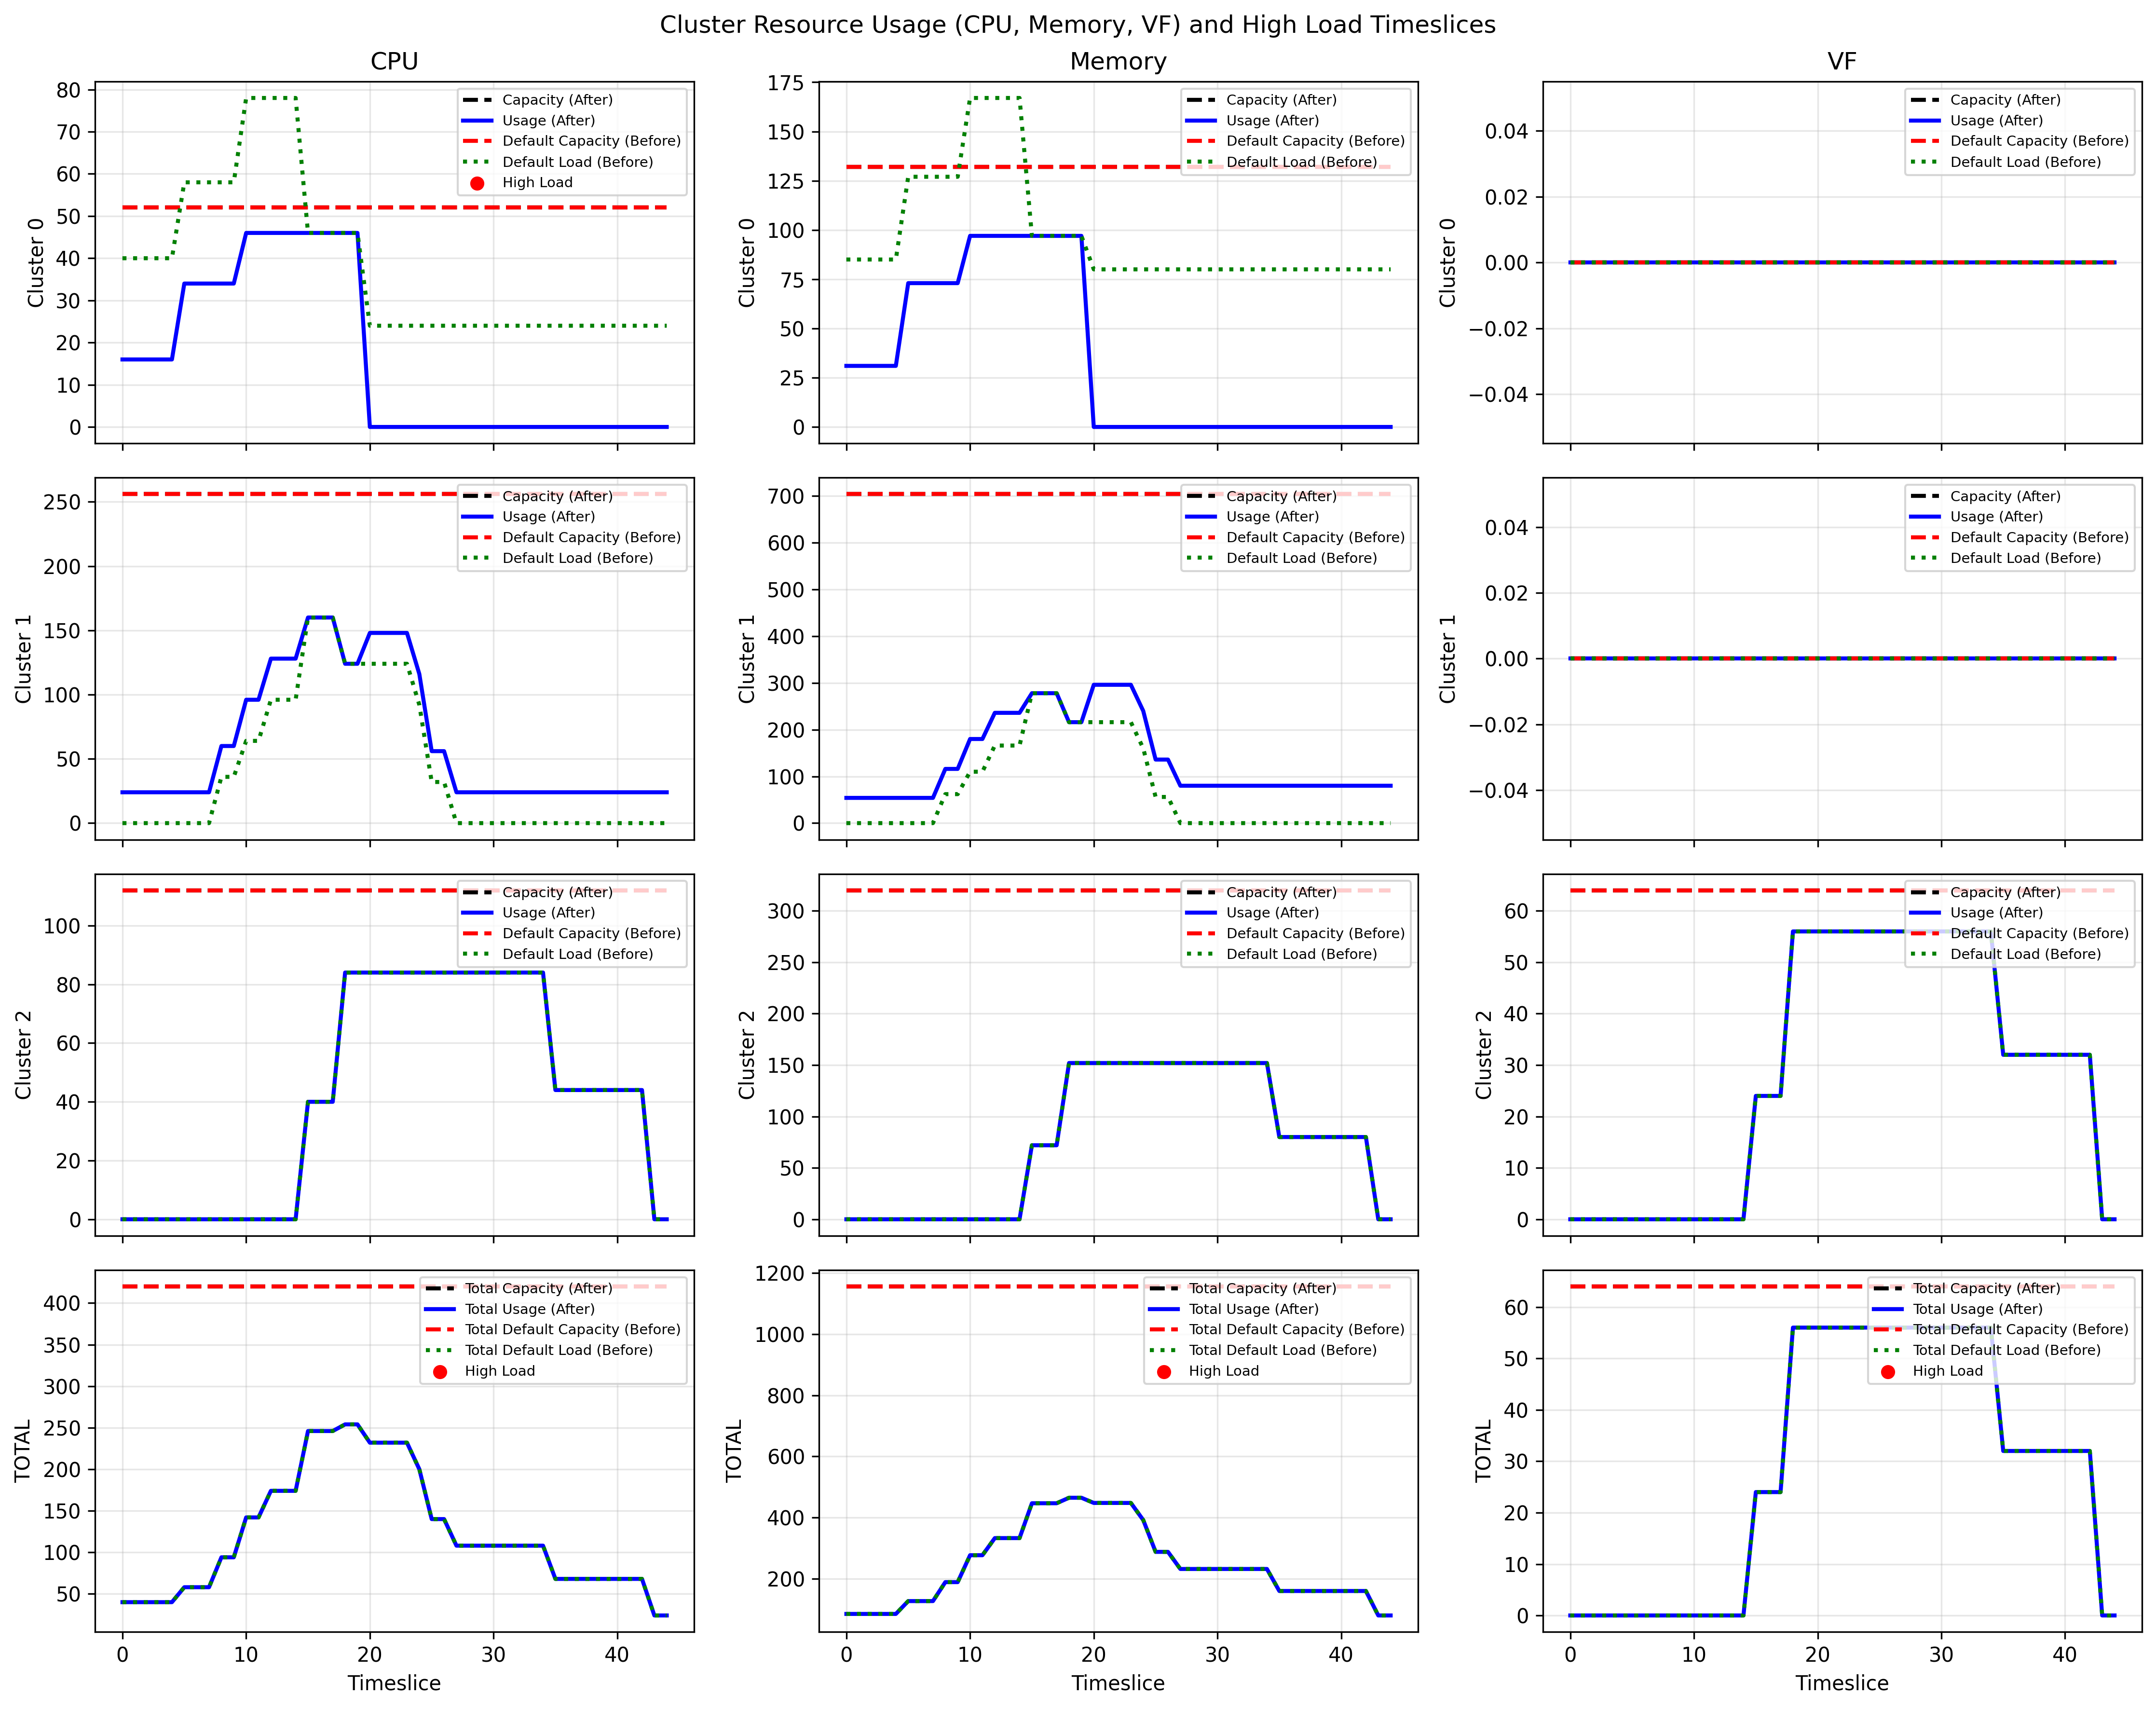 Cluster Resource Usage (CPU, Memory, VF) and High Load Timeslices
CPU
Cluster 0
80
70
60
50
40
30
20
10
0
Capacity (After)
Usage (After)
Default Capacity (Before)
Default Load (Before)
High Load
Memory
Cluster 0
175
150
125
100
75
50
25
0
Capacity (After)
Usage (After)
Default Capacity (Before)
Default Load (Before)
VF
Cluster 0
0.04
0.02
0.00
−0.02
−0.04
Capacity (After)
Usage (After)
Default Capacity (Before)
Default Load (Before)
Cluster 1
250
200
150
100
50
0
Capacity (After)
Usage (After)
Default Capacity (Before)
Default Load (Before)
Cluster 1
700
600
500
400
300
200
100
0
Capacity (After)
Usage (After)
Default Capacity (Before)
Default Load (Before)
Cluster 1
0.04
0.02
0.00
−0.02
−0.04
Capacity (After)
Usage (After)
Default Capacity (Before)
Default Load (Before)
Cluster 2
100
80
60
40
20
0
Capacity (After)
Usage (After)
Default Capacity (Before)
Default Load (Before)
Cluster 2
300
250
200
150
100
50
0
Capacity (After)
Usage (After)
Default Capacity (Before)
Default Load (Before)
Cluster 2
60
50
40
30
20
10
0
Capacity (After)
Usage (After)
Default Capacity (Before)
Default Load (Before)
TOTAL
400
350
300
250
200
150
100
50
Total Capacity (After)
Total Usage (After)
Total Default Capacity (Before)
Total Default Load (Before)
High Load
0 10 20 30 40
Timeslice
TOTAL
1200
1000
800
600
400
200
Total Capacity (After)
Total Usage (After)
Total Default Capacity (Before)
Total Default Load (Before)
High Load
0 10 20 30 40
Timeslice
TOTAL
60
50
40
30
20
10
0
Total Capacity (After)
Total Usage (After)
Total Default Capacity (Before)
Total Default Load (Before)
High Load
0 10 20 30 40
Timeslice